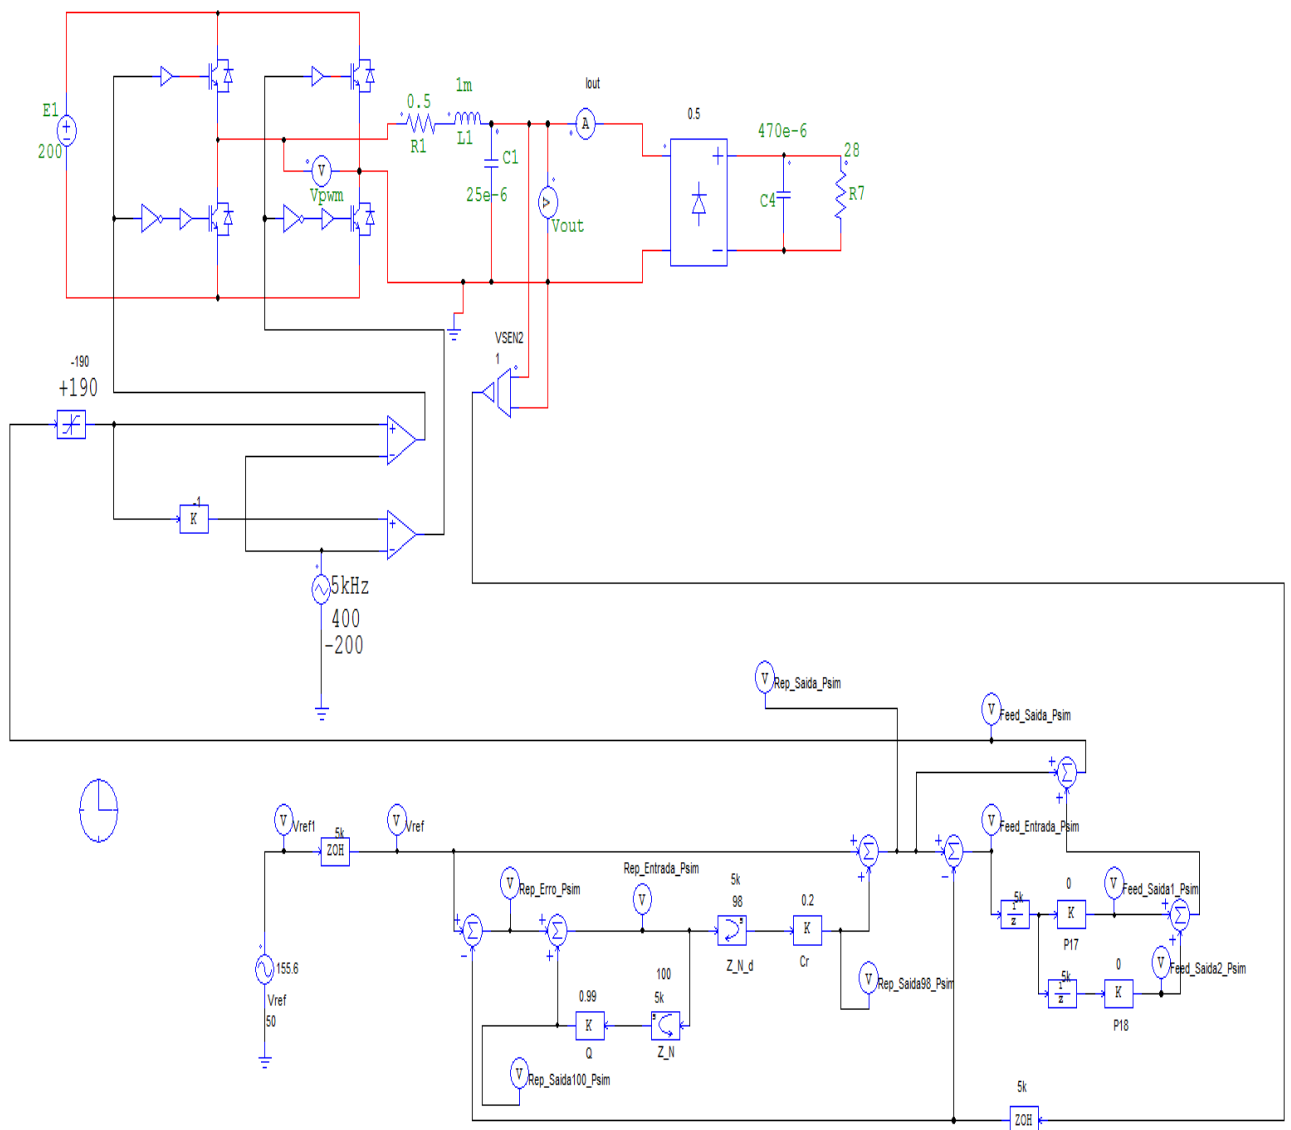 E1
200
V
Vpwm
0.5
R1
1m
L1
C1
25e-6
V
Vout
Iout
A
0.5
470e-6
C4
28
R7
VSEN2
1
-190
+190
-1
K
5kHz
400
-200
V
Rep_Saida_Psim
V
Feed_Saida_Psim
V
Vref1
5k
ZOH
V
Vref
155.6
Vref
50
V
Rep_Erro_Psim
Rep_Entrada_Psim
V
5k
98
Z_N_d
0.2
K
Cr
V
Rep_Saida98_Psim
0.99
K
Q
100
5k
Z_N
V
Rep_Saida100_Psim
V
Feed_Entrada_Psim
5k
1
z
0
K
P17
V
Feed_Saida1_Psim
5k
1
z
0
K
P18
V
Feed_Saida2_Psim
5k
ZOH